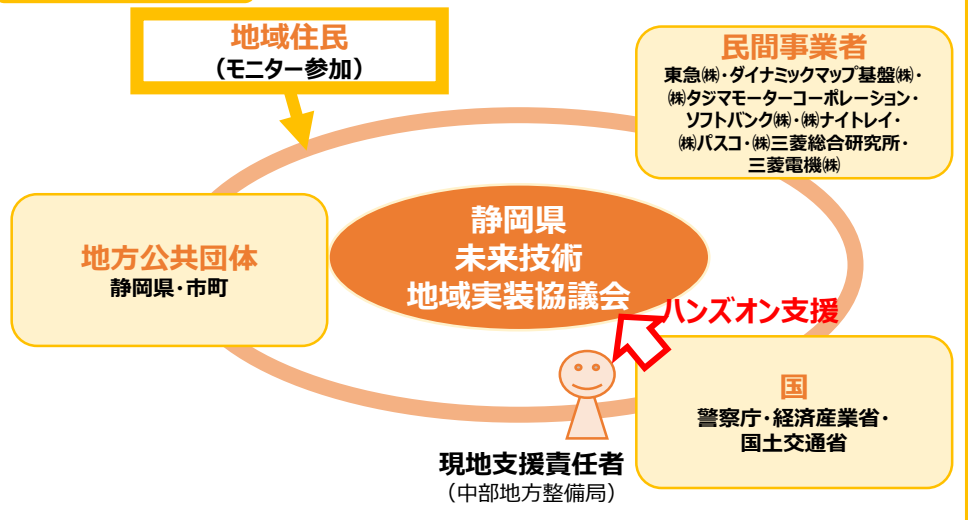 地域住民
（モニター参加）
民間事業者
東急㈱・ダイナミックマップ基盤㈱・
㈱タジマモーターコーポレーション・
ソフトバンク㈱・㈱ナイトレイ・
㈱パスコ・㈱三菱総合研究所・
三菱電機㈱
地方公共団体
静岡県・市町
静岡県
未来技術
地域実装協議会
ハンズオン支援
国
警察庁・経済産業省・
国土交通省
現地支援責任者
（中部地方整備局）